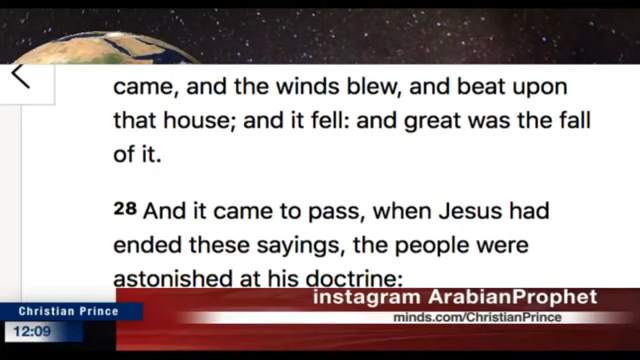 came, and the winds blew, and beat upon
that house; and it fell: and great was the fall
of it.
28 And it came to pass, when Jesus had
ended these sayings, the people were
astonished at his doctrine:
instagram ArabianProphet
Christian Prince
minds.com/ChristianPrince
12:09